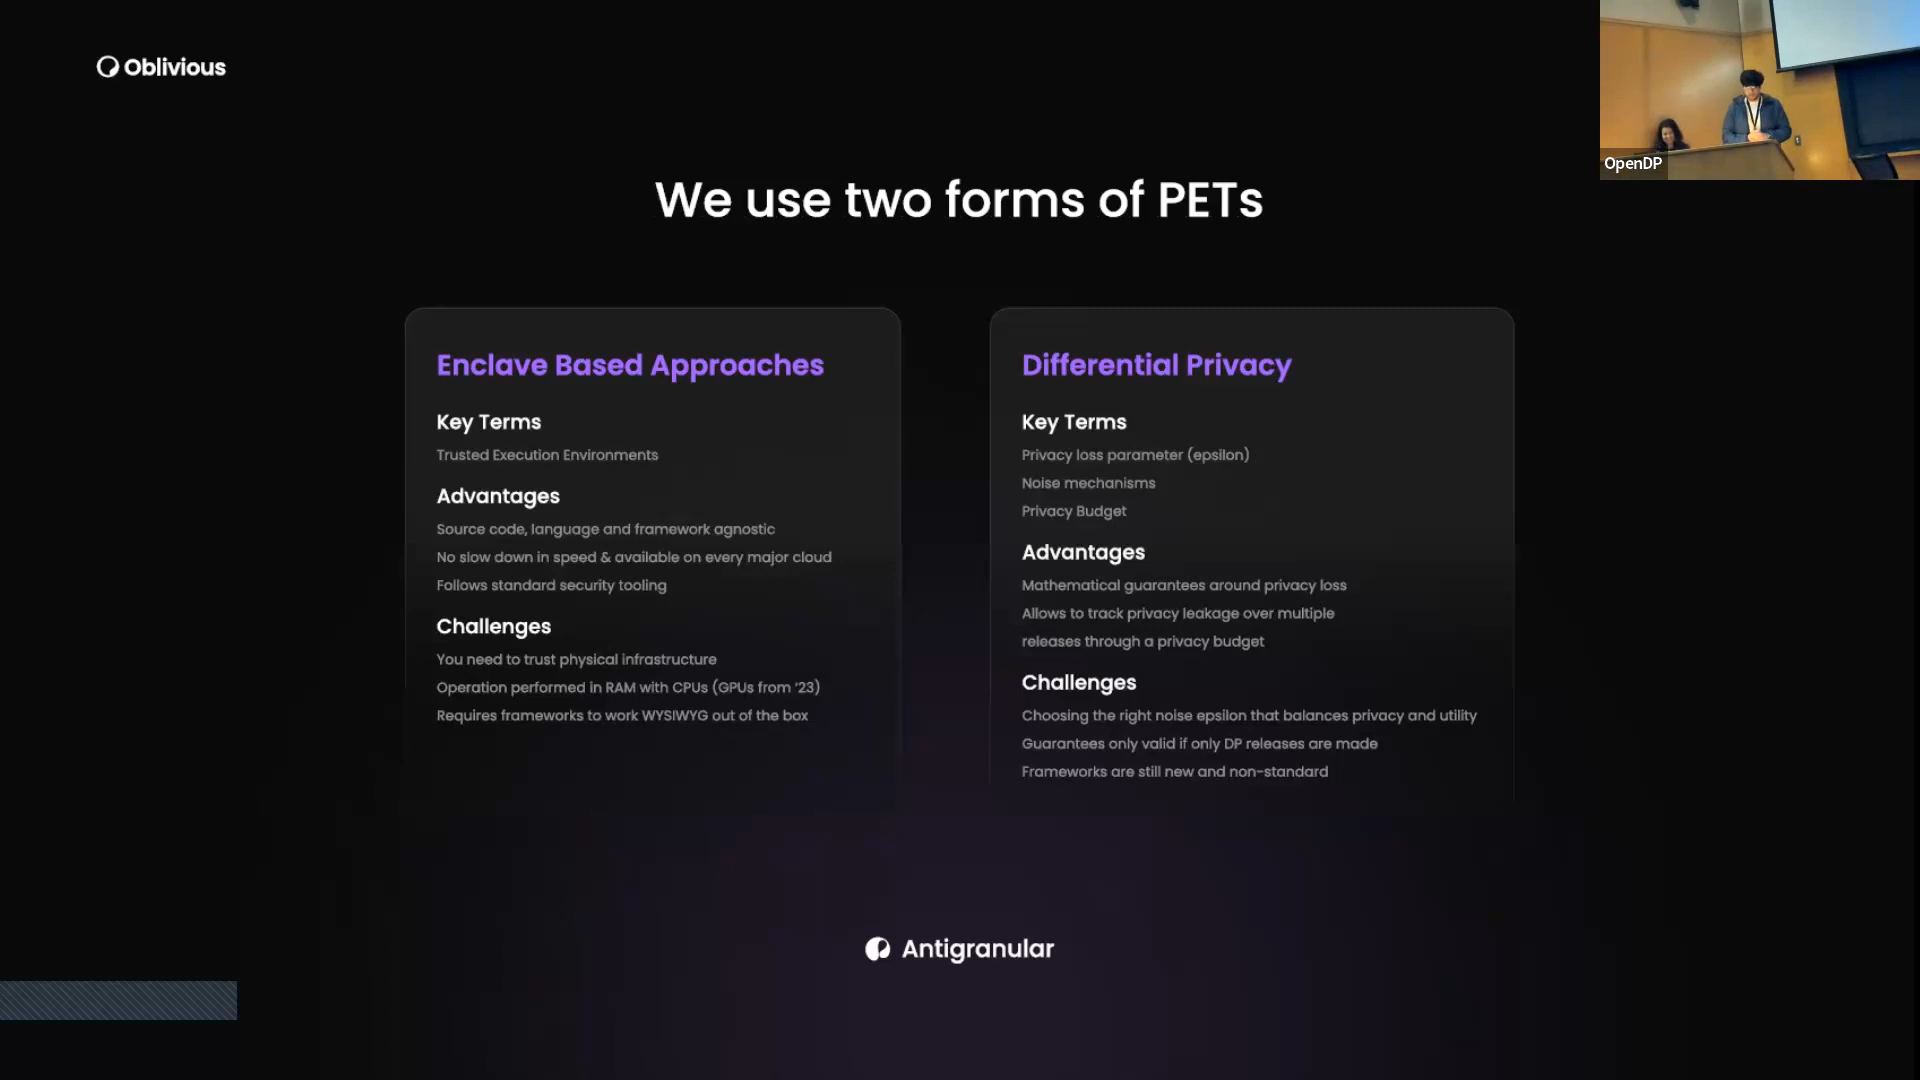 Oblivious
OpenDP
We use two forms of PETs
Enclave Based Approaches
Key Terms
Trusted Execution Environments
Advantages
Source code, language and framework agnostic
No slow down in speed & available on every major cloud
Follows standard security tooling
Challenges
You need to trust physical infrastructure
Operation performed in RAM with CPUs (GPUs from '23)
Requires frameworks to work WYSIWYG out of the box
Differential Privacy
Key Terms
Privacy loss parameter (epsilon)
Noise mechanisms
Privacy Budget
Advantages
Mathematical guarantees around privacy loss
Allows to track privacy leakage over multiple
releases through a privacy budget
Challenges
Choosing the right noise epsilon that balances privacy and utility
Guarantees only valid if only DP releases are made
Frameworks are still new and non-standard
Antigranular